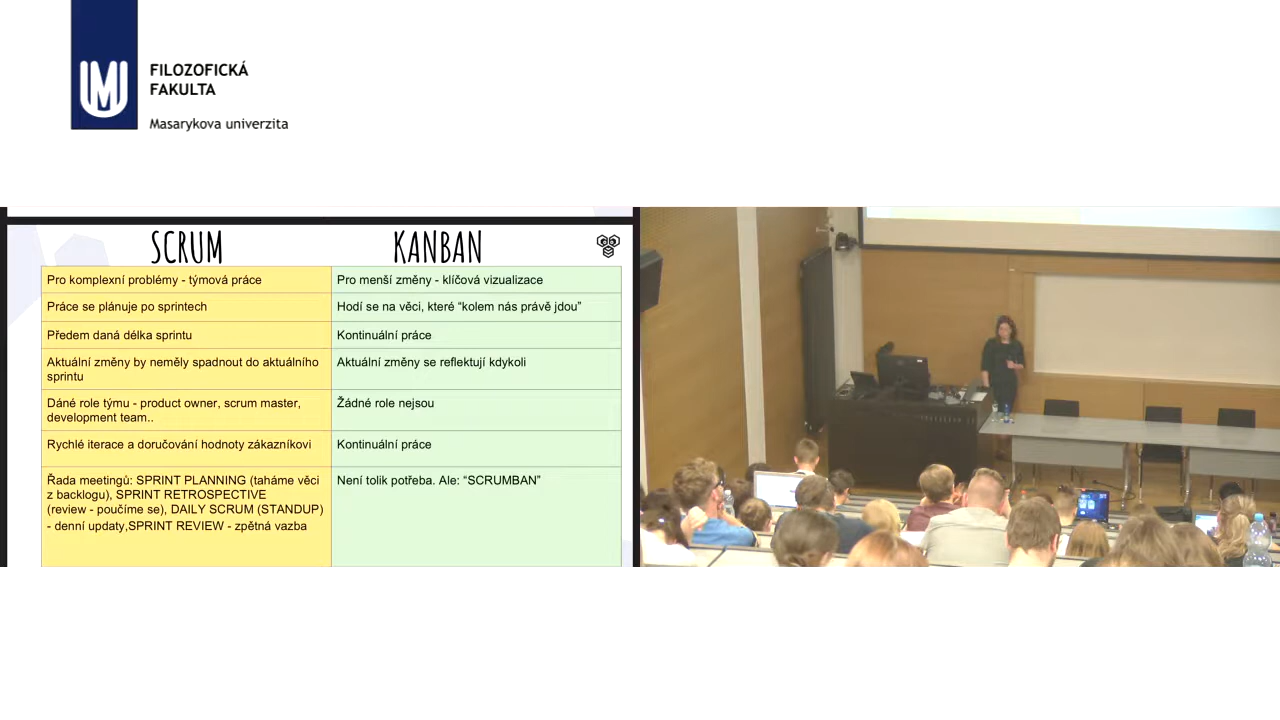 FILOZOFICKÁ
FAKULTA
Masarykova univerzita
SCRUM
KANBAN
Pro komplexní problémy - týmová práce
Pro menší změny - klíčová vizualizace
Práce se plánuje po sprintech
Hodí se na věci, které “kolem nás právě jdou”
Předem daná délka sprintu
Kontinuální práce
Aktuální změny by neměly spadnout do aktuálního
sprintu
Aktuální změny se reflektují kdykoli
Dáné role týmu - product owner, scrum master,
development team..
Žádné role nejsou
Rychlé iterace a doručování hodnoty zákazníkovi
Kontinuální práce
Řada meetingů: SPRINT PLANNING (taháme věci
z backlogu), SPRINT RETROSPECTIVE
(review - poučíme se), DAILY SCRUM (STANDUP)
- denní updaty,SPRINT REVIEW - zpětná vazba
Není tolik potřeba. Ale: “SCRUMBAN”